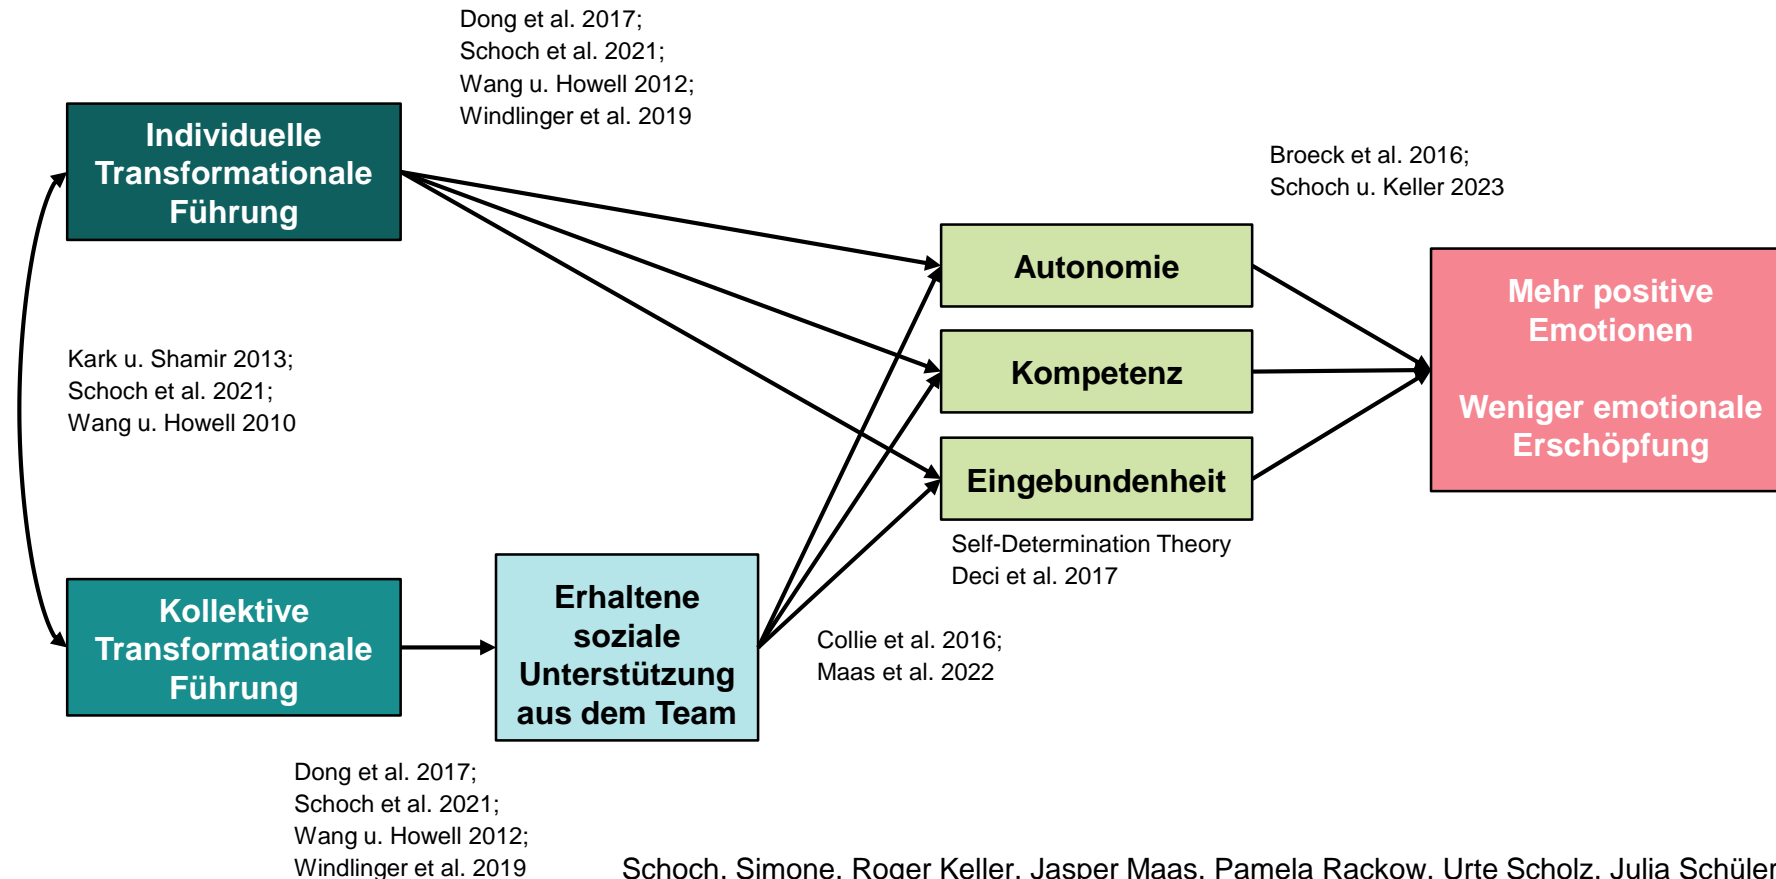 Dong et al. 2017;
Schoch et al. 2021;
Wang u. Howell 2012;
Windlinger et al. 2019
Individuelle
Transformationale
Führung
Broeck et al. 2016;
Schoch u. Keller 2023
Autonomie
Mehr positive
Emotionen
Kark u. Shamir 2013;
Schoch et al. 2021;
Wang u. Howell 2010
Kompetenz
Weniger emotionale
Erschöpfung
Eingebundenheit
Self-Determination Theory
Deci et al. 2017
Kollektive
Transformationale
Führung
Erhaltene
soziale
Unterstützung
aus dem Team
Collie et al. 2016;
Maas et al. 2022
Dong et al. 2017;
Schoch et al. 2021;
Wang u. Howell 2012;
Windlinger et al. 2019
Schoch, Simone, Roger Keller, Jasper Maas, Pamela Rackow, Urte Scholz, Julia Schüler